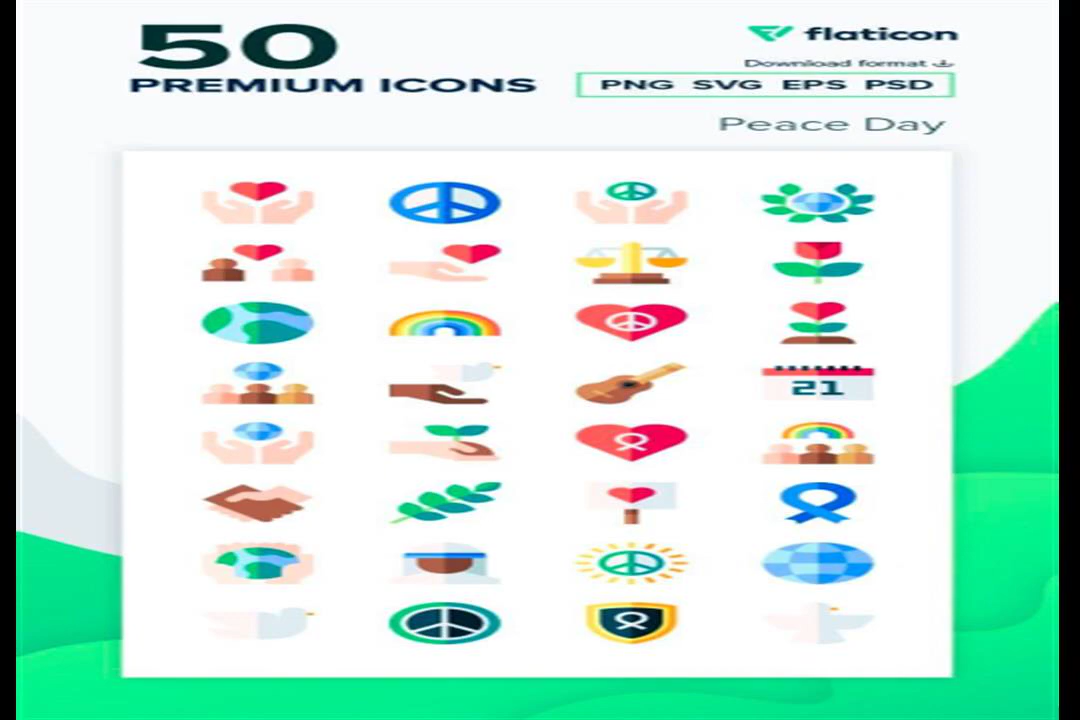 50
PREMIUM ICONS
flaticon
Download format
PNG SVG EPS PSD
Peace Day
21